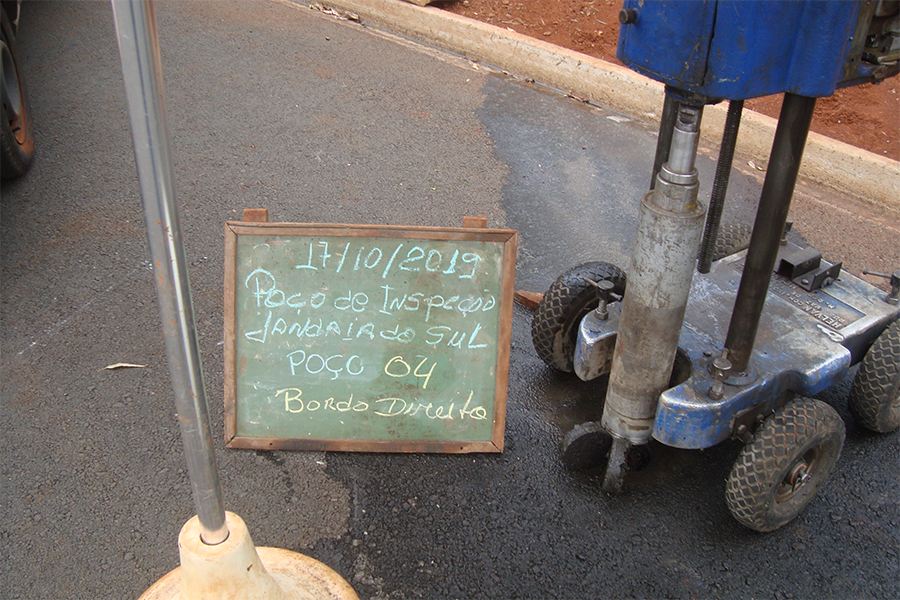 17/10/2019
Poço de Inspeção
Jandaia do Sul
Poço 04
Bordo Direito